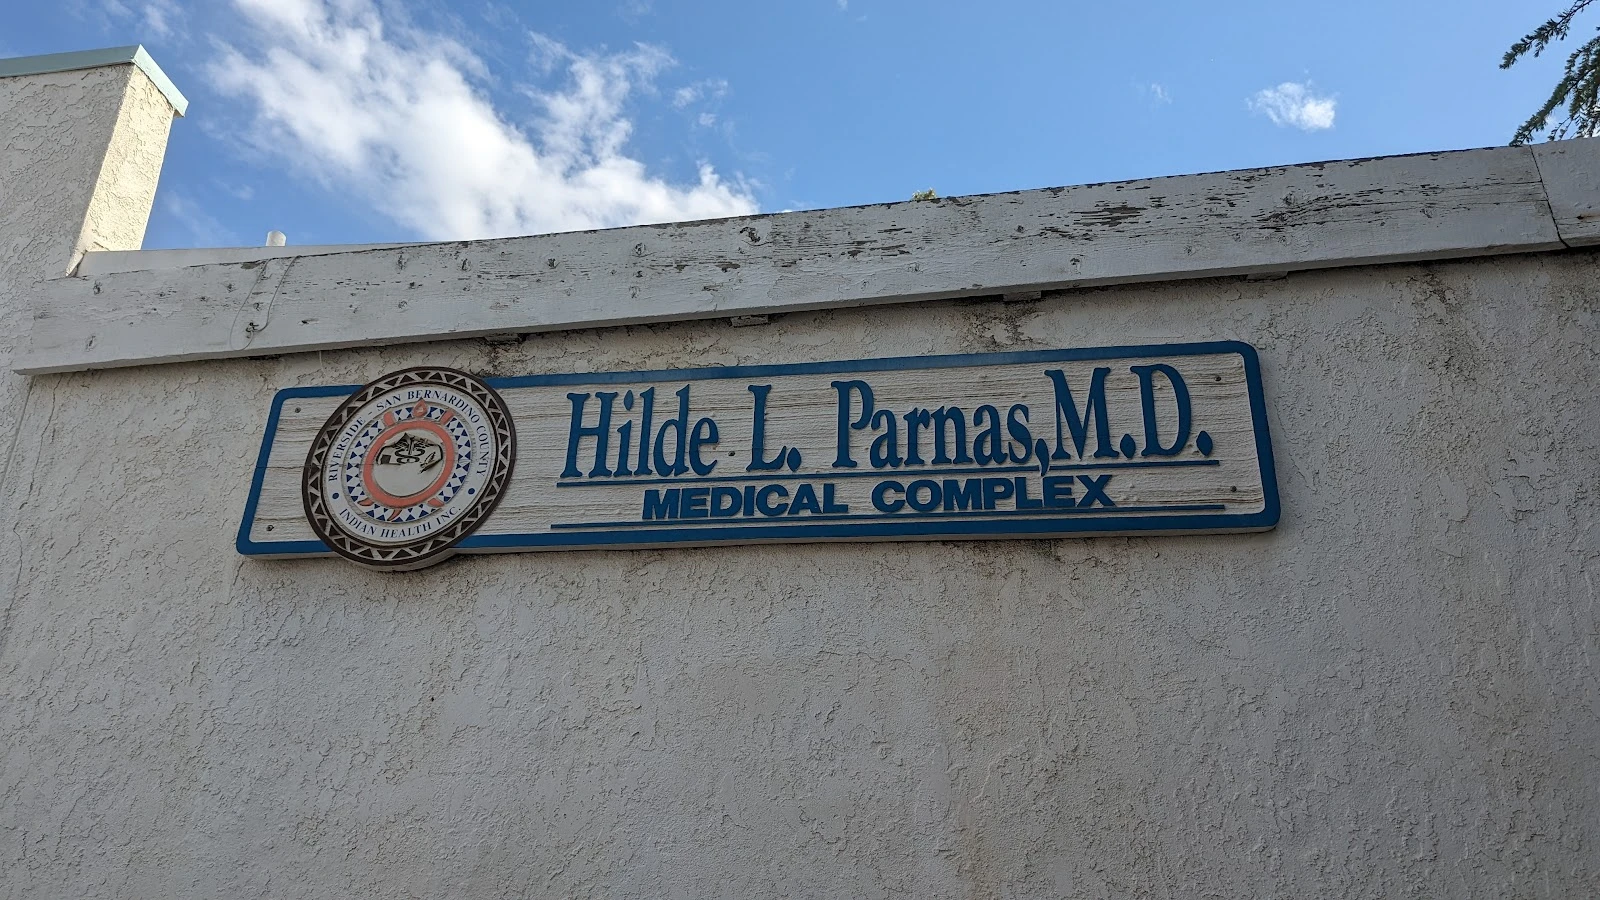 RIVERSIDE - SAN BERNARDINO COUNTY
INDIAN HEALTH INC.
Hilde L. Parnas, M.D.
MEDICAL COMPLEX